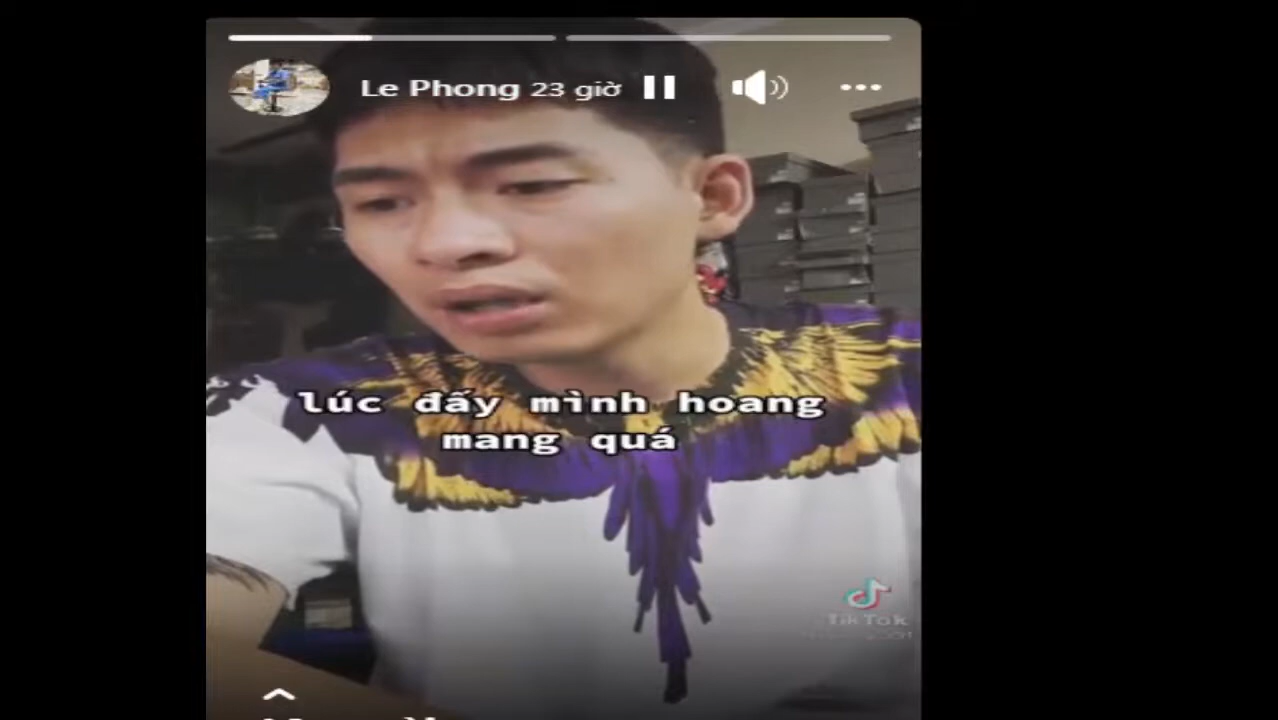 Le Phong 23 giờ
lúc đấy mình hoang
mang quá
TikTok